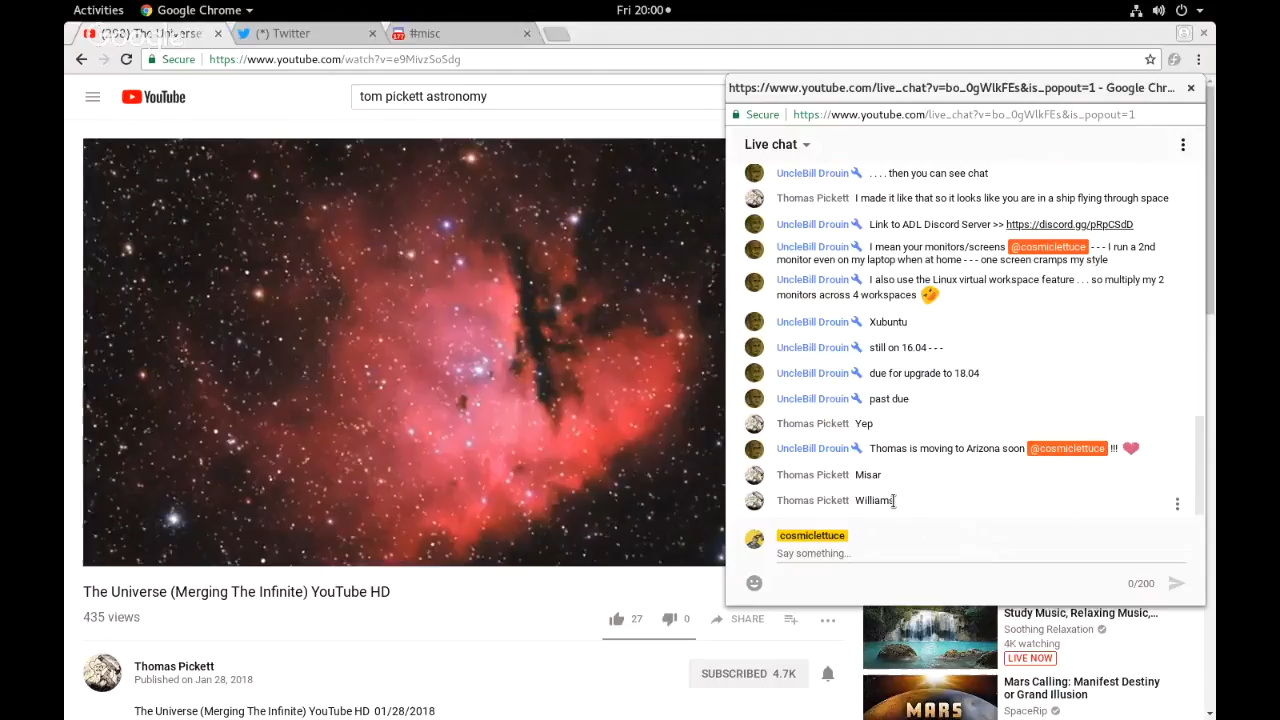 Activities Google Chrome Fri 20:00
(290) The Universe (*) Twitter #misc
Google
Secure https://www.youtube.com/watch?v=e9MivzSoSdg
YouTube
tom pickett astronomy
https://www.youtube.com/live_chat?v=bo_0gWlkFEs&is_popout=1 - Google Chr...
Secure https://www.youtube.com/live_chat?v=bo_0gWlkFEs&is_popout=1
Live chat
UncleBill Drouin . . . . then you can see chat
Thomas Pickett I made it like that so it looks like you are in a ship flying through space
UncleBill Drouin Link to ADL Discord Server >> https://discord.gg/pRpCSdD
UncleBill Drouin I mean your monitors/screens @cosmiclettuce - - - I run a 2nd
monitor even on my laptop when at home - - - one screen cramps my style
UncleBill Drouin I also use the Linux virtual workspace feature . . . so multiply my 2
monitors across 4 workspaces
UncleBill Drouin Xubuntu
UncleBill Drouin still on 16.04 - - -
UncleBill Drouin due for upgrade to 18.04
UncleBill Drouin past due
Thomas Pickett Yep
UncleBill Drouin Thomas is moving to Arizona soon @cosmiclettuce !!!
Thomas Pickett Misar
Thomas Pickett Williams
cosmiclettuce
Say something...
0/200
The Universe (Merging The Infinite) YouTube HD
435 views
27 0 SHARE
Thomas Pickett
Published on Jan 28, 2018
SUBSCRIBED 4.7K
The Universe (Merging The Infinite) YouTube HD 01/28/2018
Study Music, Relaxing Music,...
Soothing Relaxation
4K watching
LIVE NOW
MARS
Mars Calling: Manifest Destiny
or Grand Illusion
SpaceRip